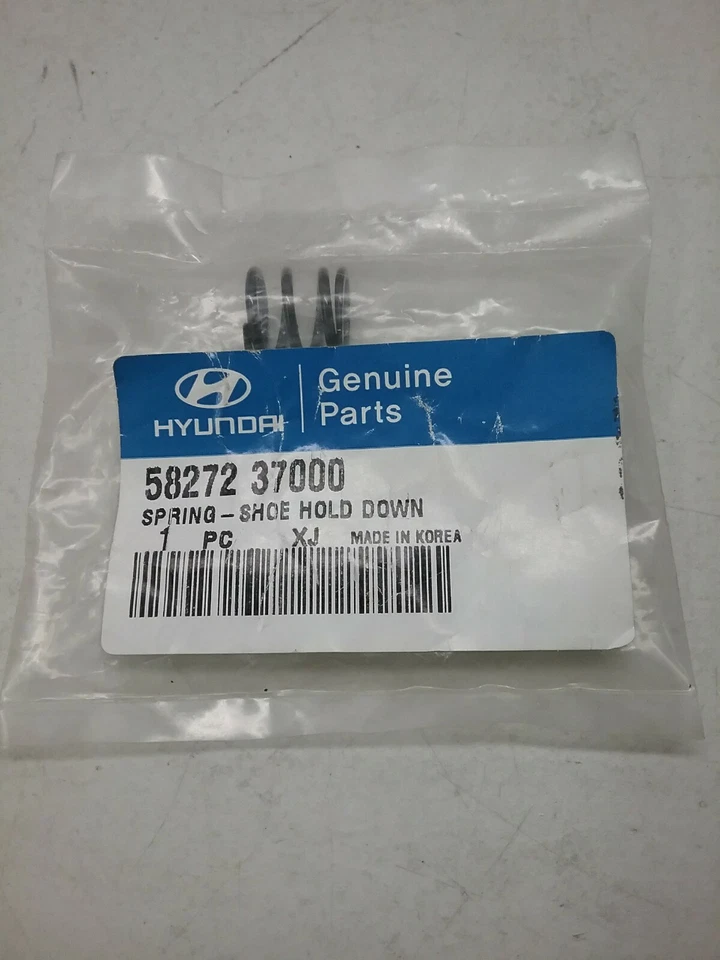 HYUNDAI
Genuine
Parts
58272 37000
SPRING-SHOE HOLD DOWN
1 PC XJ MADE IN KOREA